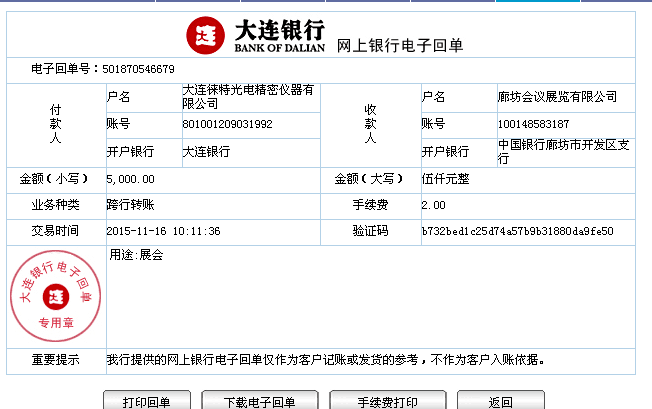 大连银行
BANK OF DALIAN
网上银行电子回单
电子回单号：501870546679
付款人
户名
大连徕特光电精密仪器有
限公司
收款人
户名
廊坊会议展览有限公司
账号
801001209031992
账号
100148583187
开户银行
大连银行
开户银行
中国银行廊坊市开发区支
行
金额（小写）
5,000.00
金额（大写）
伍仟元整
业务种类
跨行转账
手续费
2.00
交易时间
2015-11-16 10:11:36
验证码
b732bed1c25d74a57b9b31880da9fe50
大连银行电子回单
专用章
用途:展会
重要提示
我行提供的网上银行电子回单仅作为客户记账或发货的参考，不作为客户入账依据。
打印回单
下载电子回单
手续费打印
返回